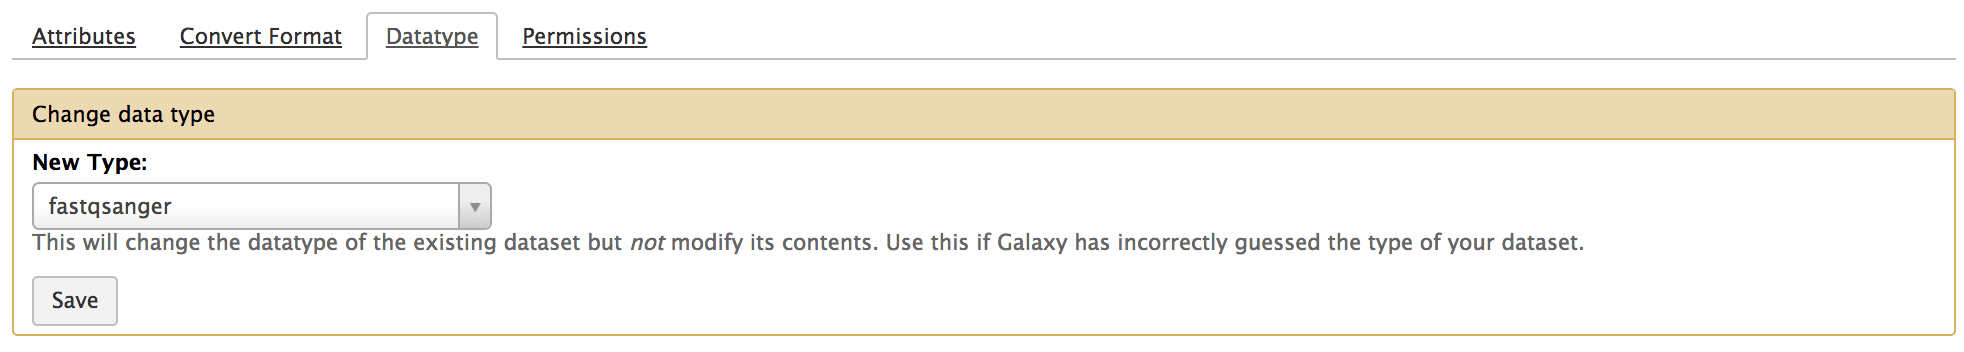 Attributes Convert Format Datatype Permissions
Change data type
New Type:
fastqsanger
This will change the datatype of the existing dataset but not modify its contents. Use this if Galaxy has incorrectly guessed the type of your dataset.
Save